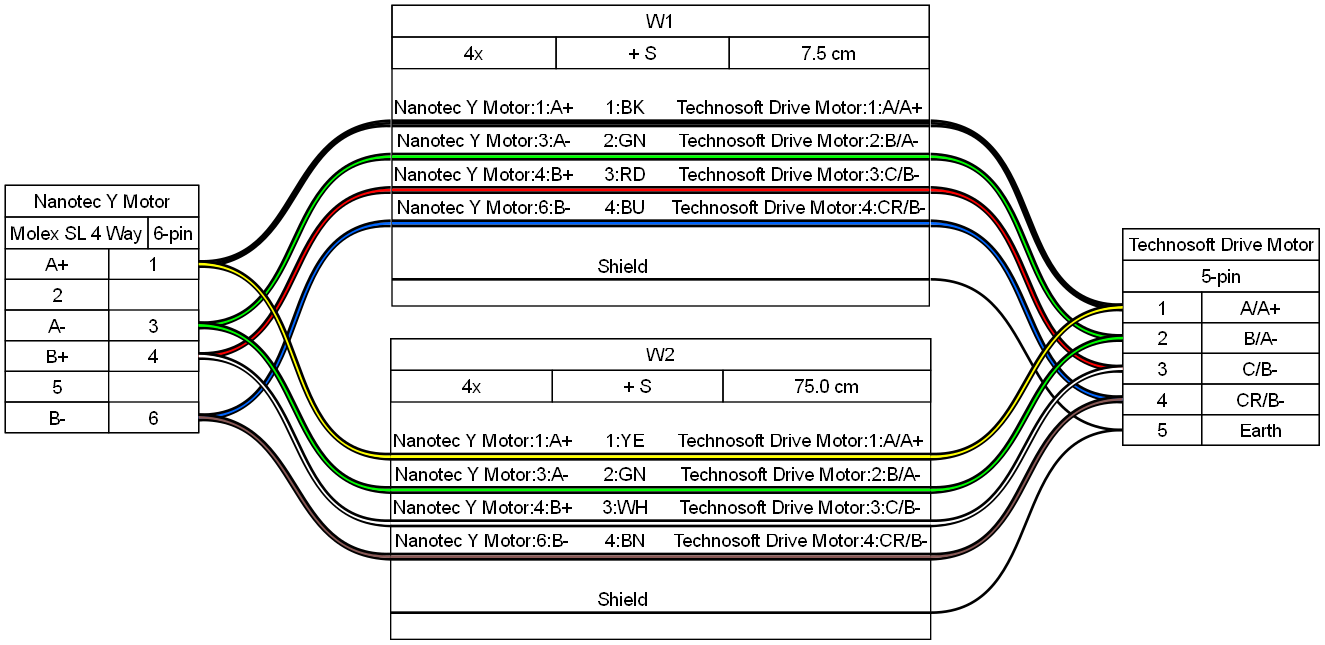 W1
4x + S 7.5 cm
Nanotec Y Motor:1:A+ 1:BK Technosoft Drive Motor:1:A/A+
Nanotec Y Motor:3:A- 2:GN Technosoft Drive Motor:2:B/A-
Nanotec Y Motor:4:B+ 3:RD Technosoft Drive Motor:3:C/B-
Nanotec Y Motor:6:B- 4:BU Technosoft Drive Motor:4:CR/B-
Shield
Nanotec Y Motor
Molex SL 4 Way 6-pin
A+ 1
2
A- 3
B+ 4
5
B- 6
Technosoft Drive Motor
5-pin
1 A/A+
2 B/A-
3 C/B-
4 CR/B-
5 Earth
W2
4x + S 75.0 cm
Nanotec Y Motor:1:A+ 1:YE Technosoft Drive Motor:1:A/A+
Nanotec Y Motor:3:A- 2:GN Technosoft Drive Motor:2:B/A-
Nanotec Y Motor:4:B+ 3:WH Technosoft Drive Motor:3:C/B-
Nanotec Y Motor:6:B- 4:BN Technosoft Drive Motor:4:CR/B-
Shield